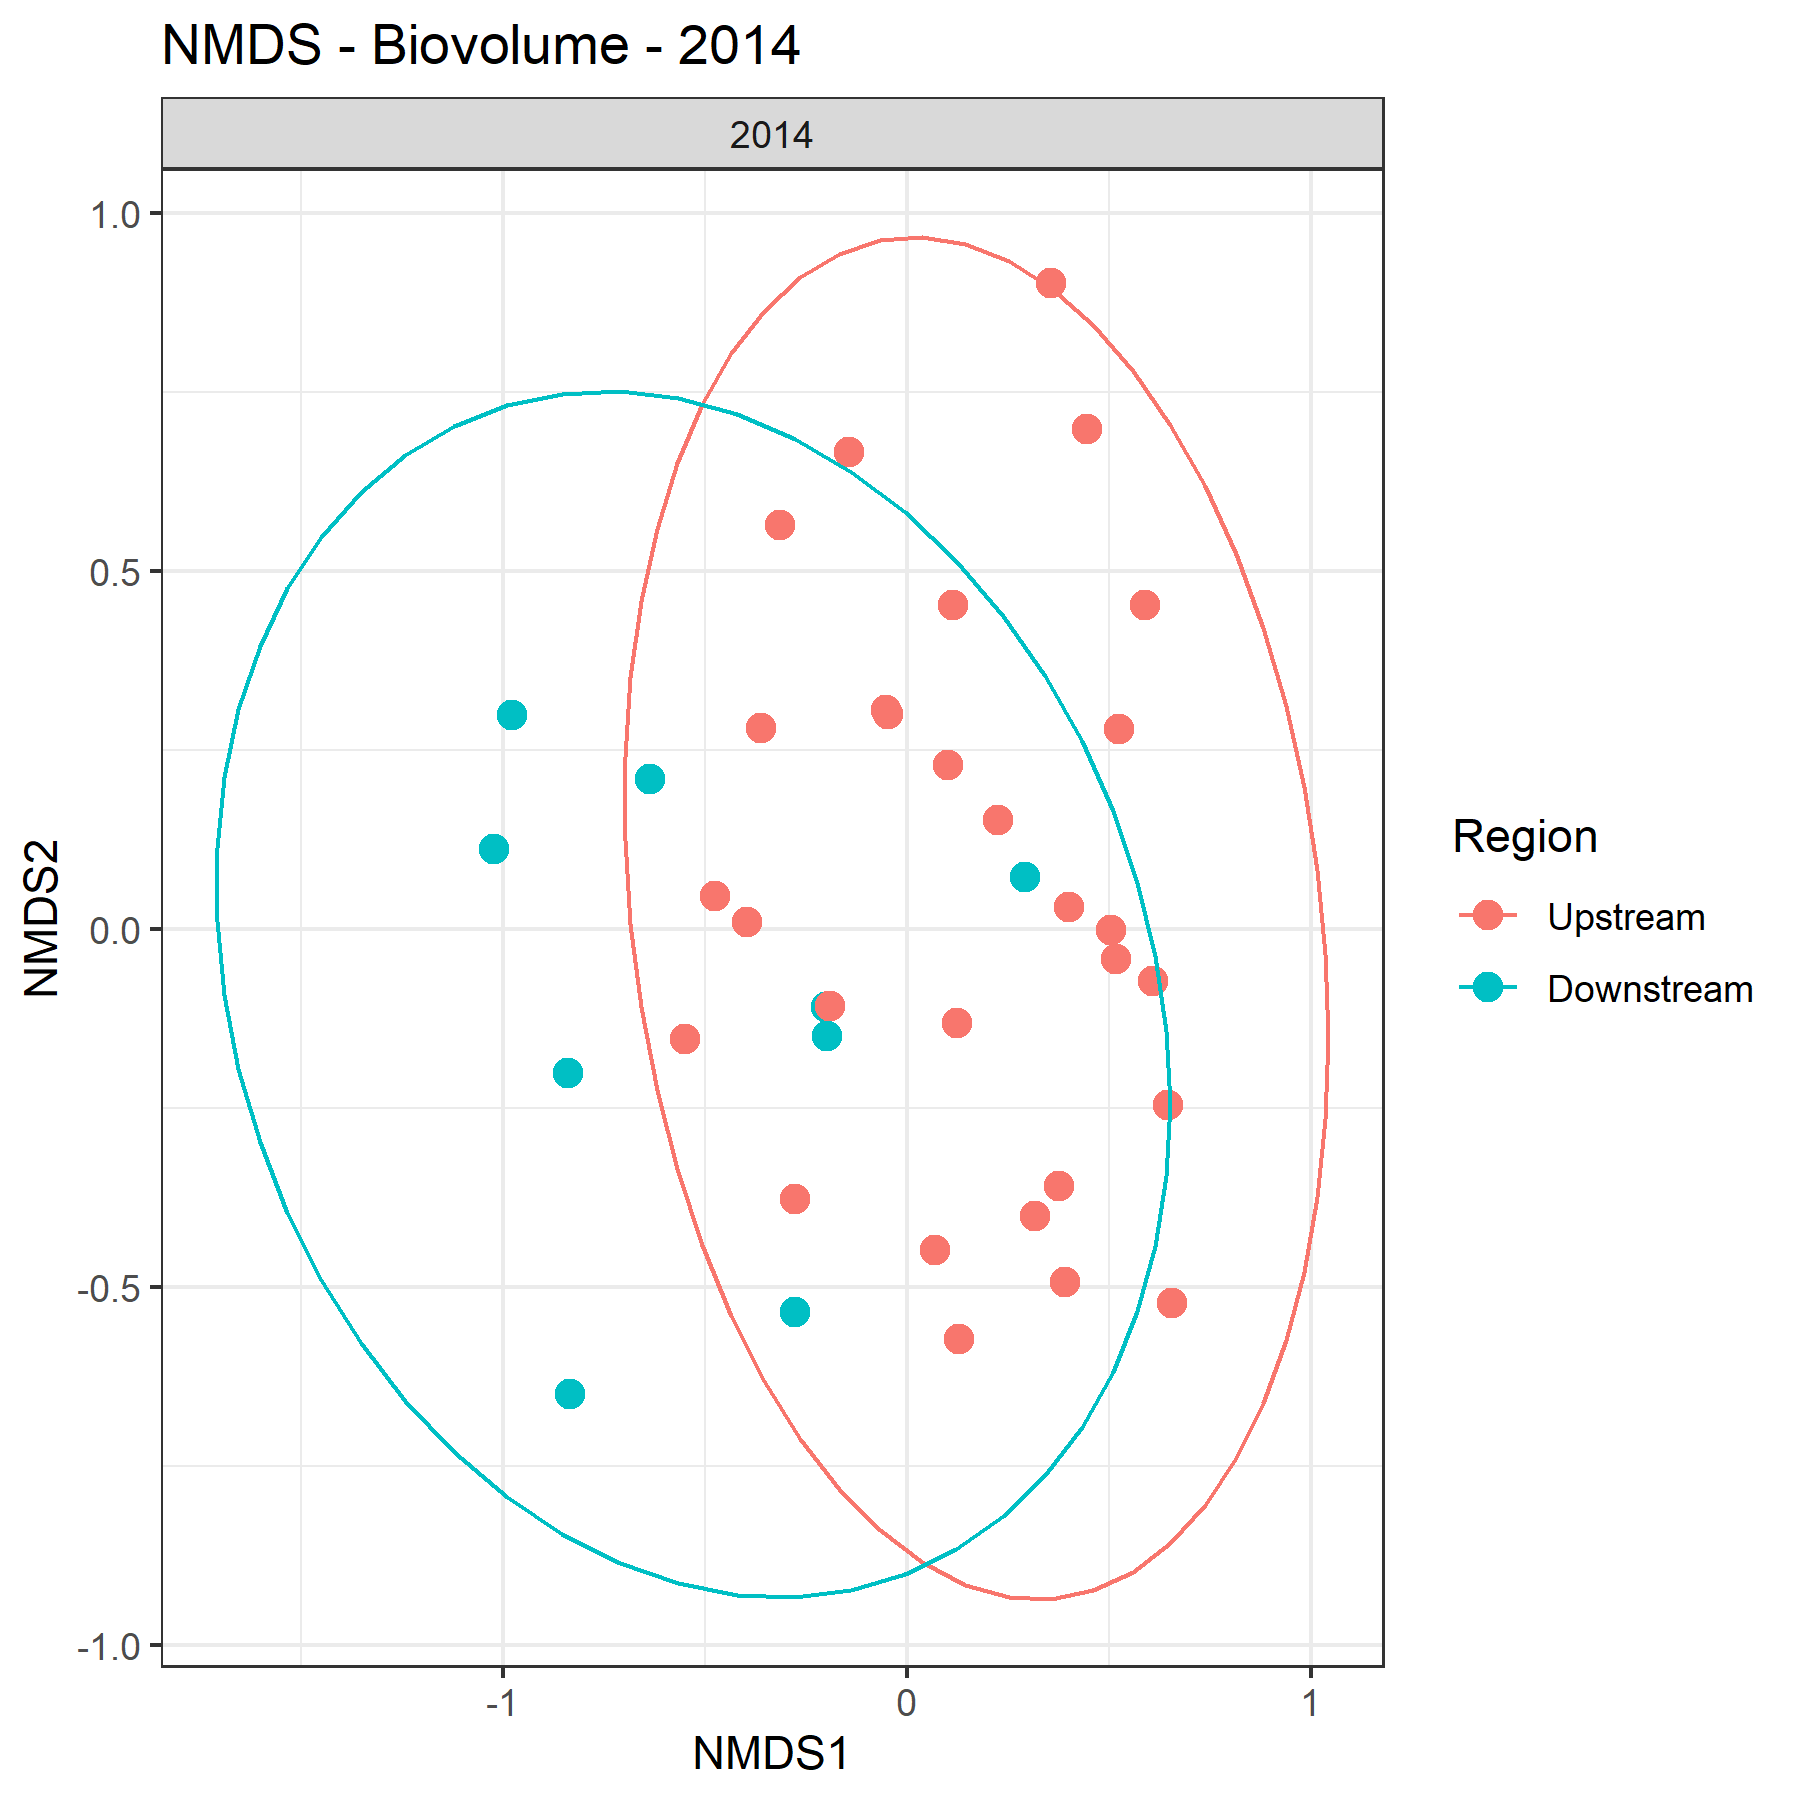 NMDS - Biovolume - 2014
2014
1.0
0.5
0.0
-0.5
-1.0
NMDS2
-1 0 1
NMDS1
Region
Upstream
Downstream